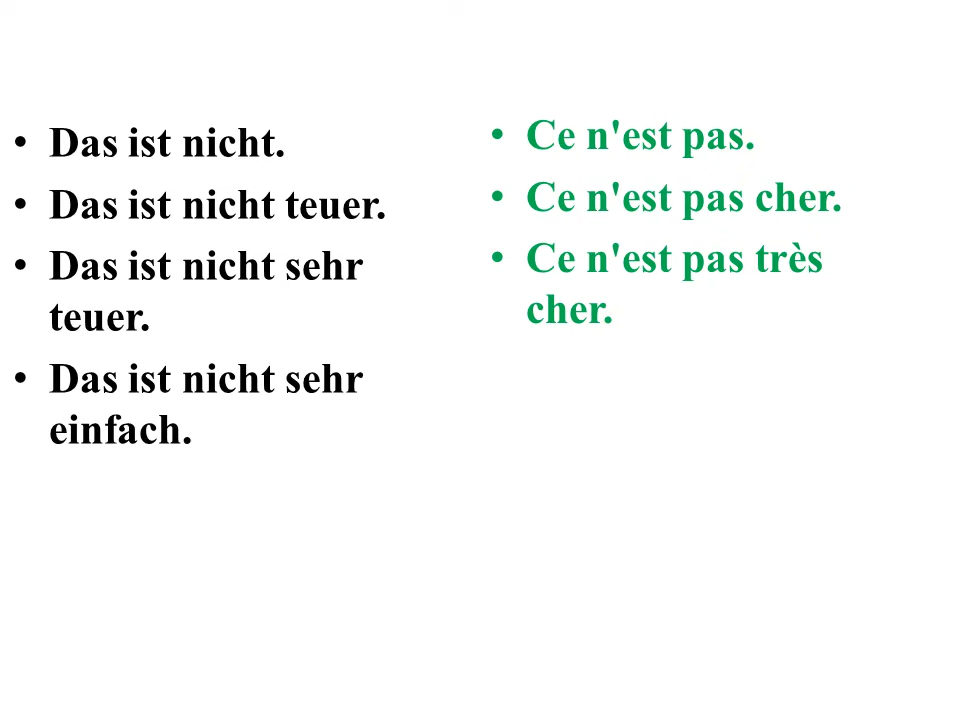 • Das ist nicht.
• Das ist nicht teuer.
• Das ist nicht sehr
teuer.
• Das ist nicht sehr
einfach.
• Ce n'est pas.
• Ce n'est pas cher.
• Ce n'est pas très
cher.